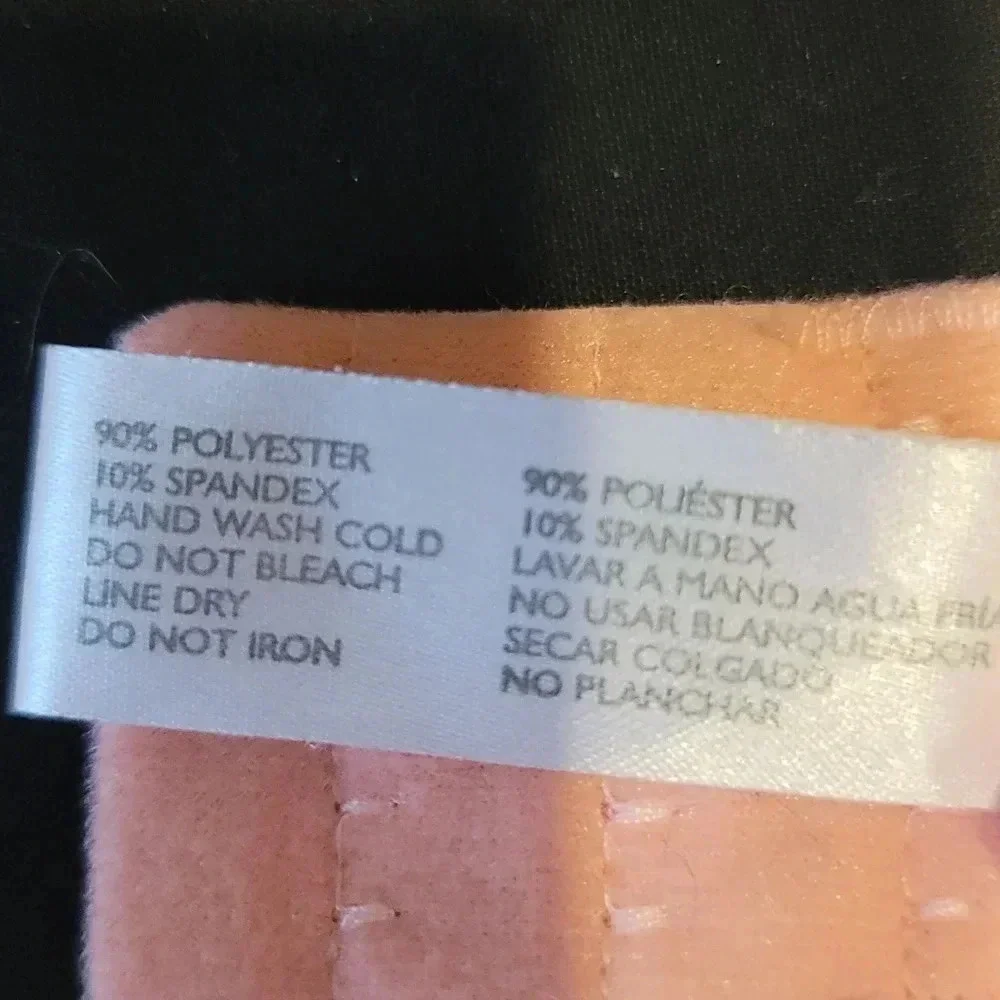 90% POLYESTER
10% SPANDEX
HAND WASH COLD
DO NOT BLEACH
LINE DRY
DO NOT IRON
90% POLIÉSTER
10% SPANDEX
LAVAR A MANO AGUA FRÍA
NO USAR BLANQUEADOR
SECAR COLGADO
NO PLANCHAR